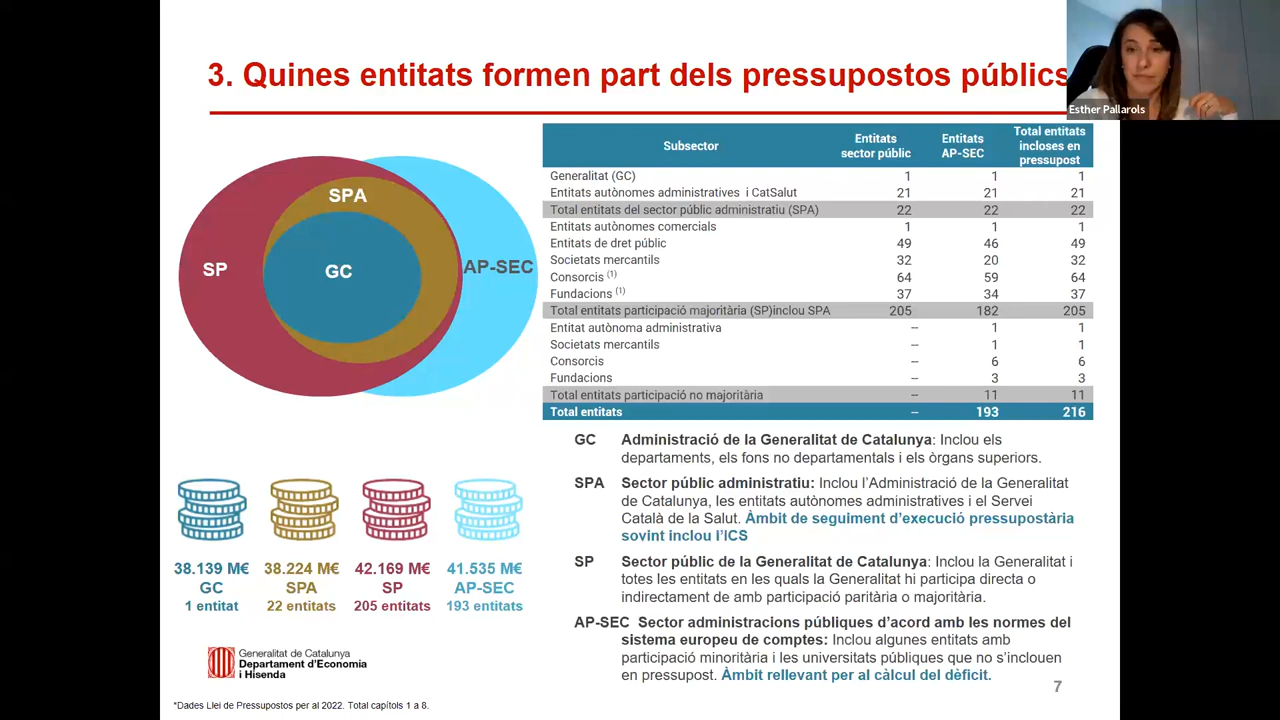 3. Quines entitats formen part dels pressupostos públics
Esther Pallarols
SP
SPA
GC
AP-SEC
Subsector Entitats sector públic Entitats AP-SEC Total entitats incloses en pressupost
Generalitat (GC) 1 1 1
Entitats autònomes administratives i CatSalut 21 21 21
Total entitats del sector públic administratiu (SPA) 22 22 22
Entitats autònomes comercials 1 1 1
Entitats de dret públic 49 46 49
Societats mercantils 32 20 32
Consorcis (1) 64 59 64
Fundacions (1) 37 34 37
Total entitats participació majoritària (SP)inclou SPA 205 182 205
Entitat autònoma administrativa -- 1 1
Societats mercantils -- 1 1
Consorcis -- 6 6
Fundacions -- 3 3
Total entitats participació no majoritària -- 11 11
Total entitats -- 193 216
GC Administració de la Generalitat de Catalunya: Inclou els
departaments, els fons no departamentals i els òrgans superiors.
SPA Sector públic administratiu: Inclou l'Administració de la Generalitat
de Catalunya, les entitats autònomes administratives i el Servei
Català de la Salut. Àmbit de seguiment d'execució pressupostària
sovint inclou l'ICS
SP Sector públic de la Generalitat de Catalunya: Inclou la Generalitat i
totes les entitats en les quals la Generalitat hi participa directa o
indirectament de amb participació paritària o majoritària.
AP-SEC Sector administracions públiques d'acord amb les normes del
sistema europeu de comptes: Inclou algunes entitats amb
participació minoritària i les universitats públiques que no s'inclouen
en pressupost. Àmbit rellevant per al càlcul del dèficit.
38.139 M€ 38.224 M€ 42.169 M€ 41.535 M€
GC SPA SP AP-SEC
1 entitat 22 entitats 205 entitats 193 entitats
Generalitat de Catalunya
Departament d'Economia
i Hisenda
7
*Dades Llei de Pressupostos per al 2022. Total capítols 1 a 8.